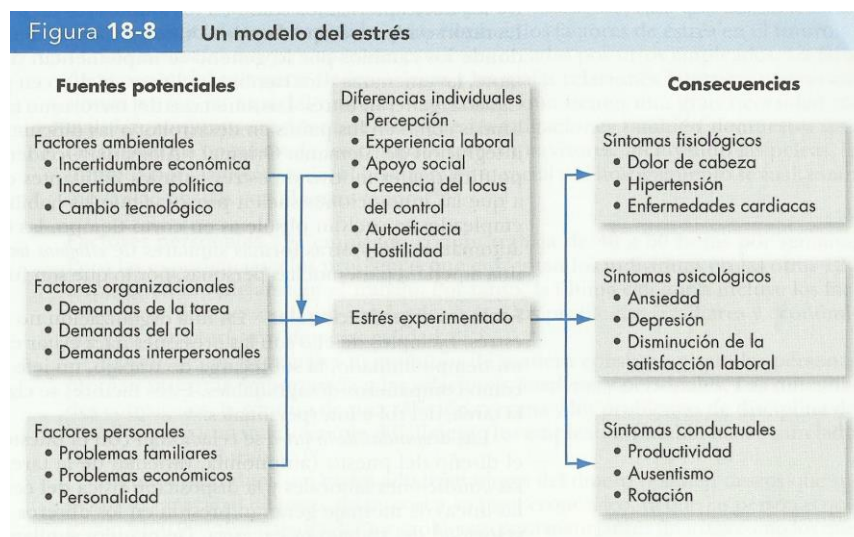 Figura 18-8
Un modelo del estrés
Fuentes potenciales
Factores ambientales
• Incertidumbre económica
• Incertidumbre política
• Cambio tecnológico
Factores organizacionales
• Demandas de la tarea
• Demandas del rol
• Demandas interpersonales
Factores personales
• Problemas familiares
• Problemas económicos
• Personalidad
Diferencias individuales
• Percepción
• Experiencia laboral
• Apoyo social
• Creencia del locus
del control
• Autoeficacia
• Hostilidad
Estrés experimentado
Consecuencias
Síntomas fisiológicos
• Dolor de cabeza
• Hipertensión
• Enfermedades cardiacas
Síntomas psicológicos
• Ansiedad
• Depresión
• Disminución de la
satisfacción laboral
Síntomas conductuales
• Productividad
• Ausentismo
• Rotación